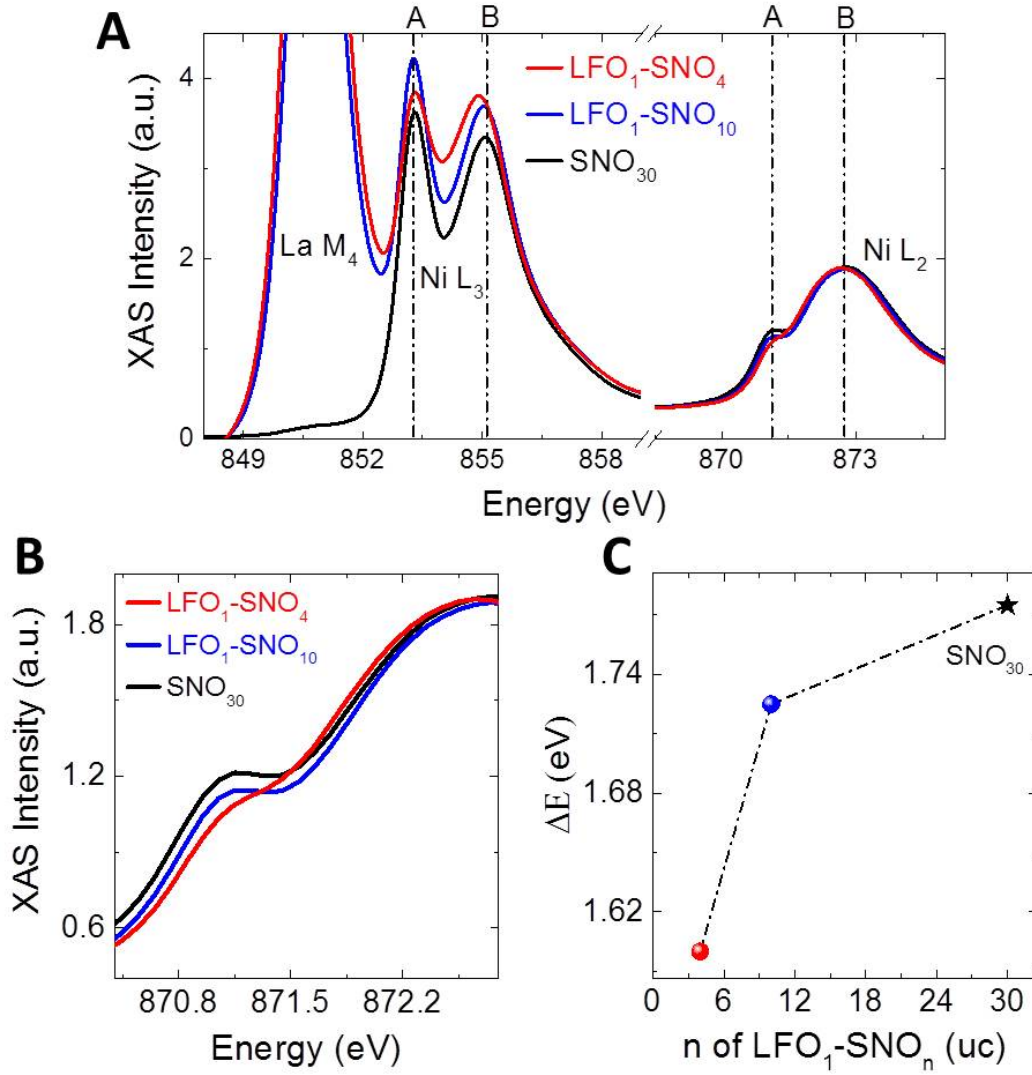 A
A B A B
LFO₁-SNO₄
LFO₁-SNO₁₀
SNO₃₀
La M₄
Ni L₃
Ni L₂
XAS Intensity (a.u.)
4
2
0
849 852 855 858 870 873
Energy (eV)
B
LFO₁-SNO₄
LFO₁-SNO₁₀
SNO₃₀
XAS Intensity (a.u.)
1.8
1.2
0.6
870.8 871.5 872.2
Energy (eV)
C
SNO₃₀
ΔE (eV)
1.74
1.68
1.62
0 6 12 18 24 30
n of LFO₁-SNOₙ (uc)